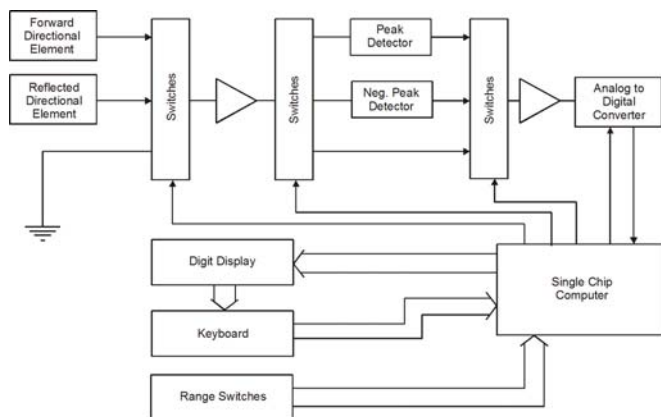 Forward
Directional
Element
Reflected
Directional
Element
Switches
Switches
Peak
Detector
Neg. Peak
Detector
Switches
Analog to
Digital
Converter
Digit Display
Keyboard
Range Switches
Single Chip
Computer